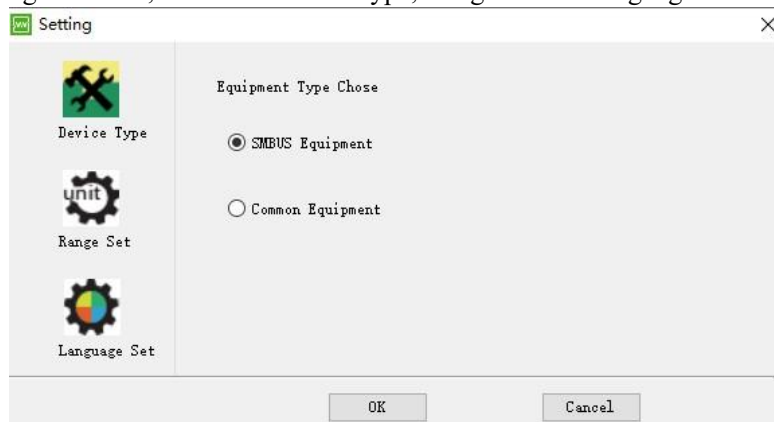 Setting
Equipment Type Chose
Device Type
SMBUS Equipment
unit
Common Equipment
Range Set
Language Set
OK
Cancel